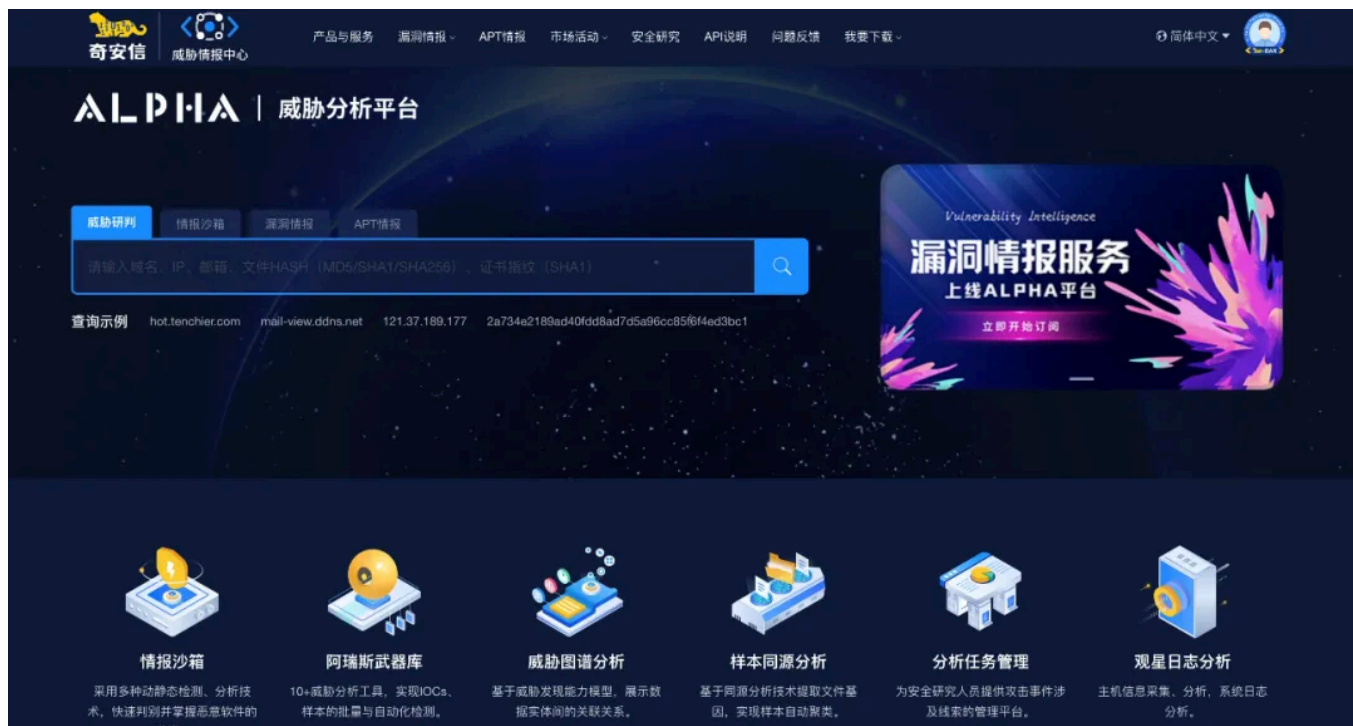 奇安信
威胁情报中心
产品与服务 漏洞情报 APT情报 市场活动 安全研究 API说明 问题反馈 我要下载
简体中文
ALPHA | 威胁分析平台
威胁研判 情报沙箱 漏洞情报 APT情报
请输入域名、IP、邮箱、文件HASH（MD5/SHA1/SHA256）、证书指纹（SHA1）
查询示例 hot.tenchier.com mail-view.ddns.net 121.37.189.177 2a734e2189ad40fdd8ad7d5a96cc85f6f4ed3bc1
Vulnerability Intelligence
漏洞情报服务
上线ALPHA平台
立即开始订阅
情报沙箱 阿瑞斯武器库 威胁图谱分析 样本同源分析 分析任务管理 观星日志分析
采用多种动静态检测、分析技 10+威胁分析工具，实现IOCs、 基于威胁发现能力模型，展示数 基于同源分析技术提取文件基 为安全研究人员提供攻击事件涉 主机信息采集、分析，系统日志
术，快速判别并掌握恶意软件的 样本的批量与自动化检测。 据实体间的关联关系。 因，实现样本自动聚类。 及线索的管理平台。 分析。